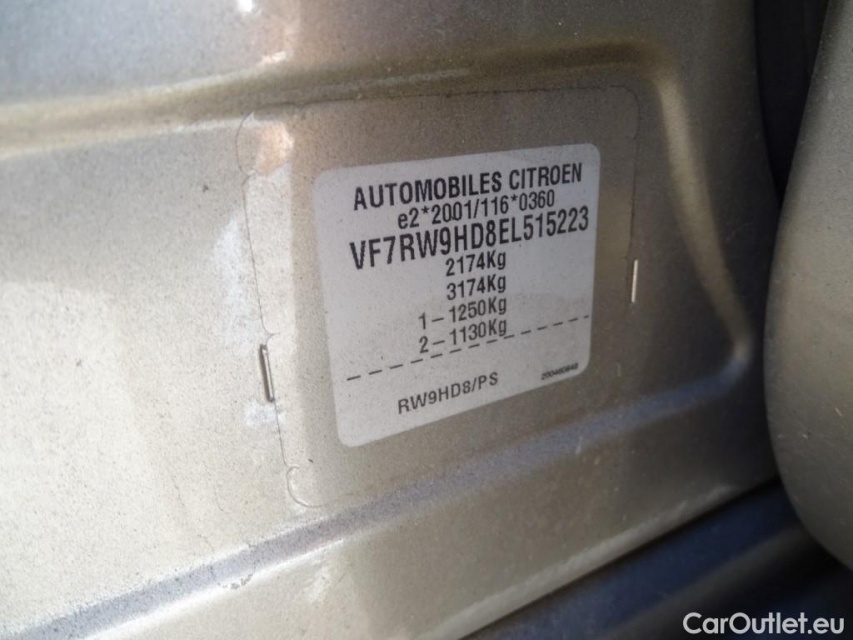 AUTOMOBILES CITROEN
e2*2001/116*0360
VF7RW9HD8EL515223
2174Kg
3174Kg
1-1250Kg
2-1130Kg
RW9HD8/PS
CarOutlet.eu